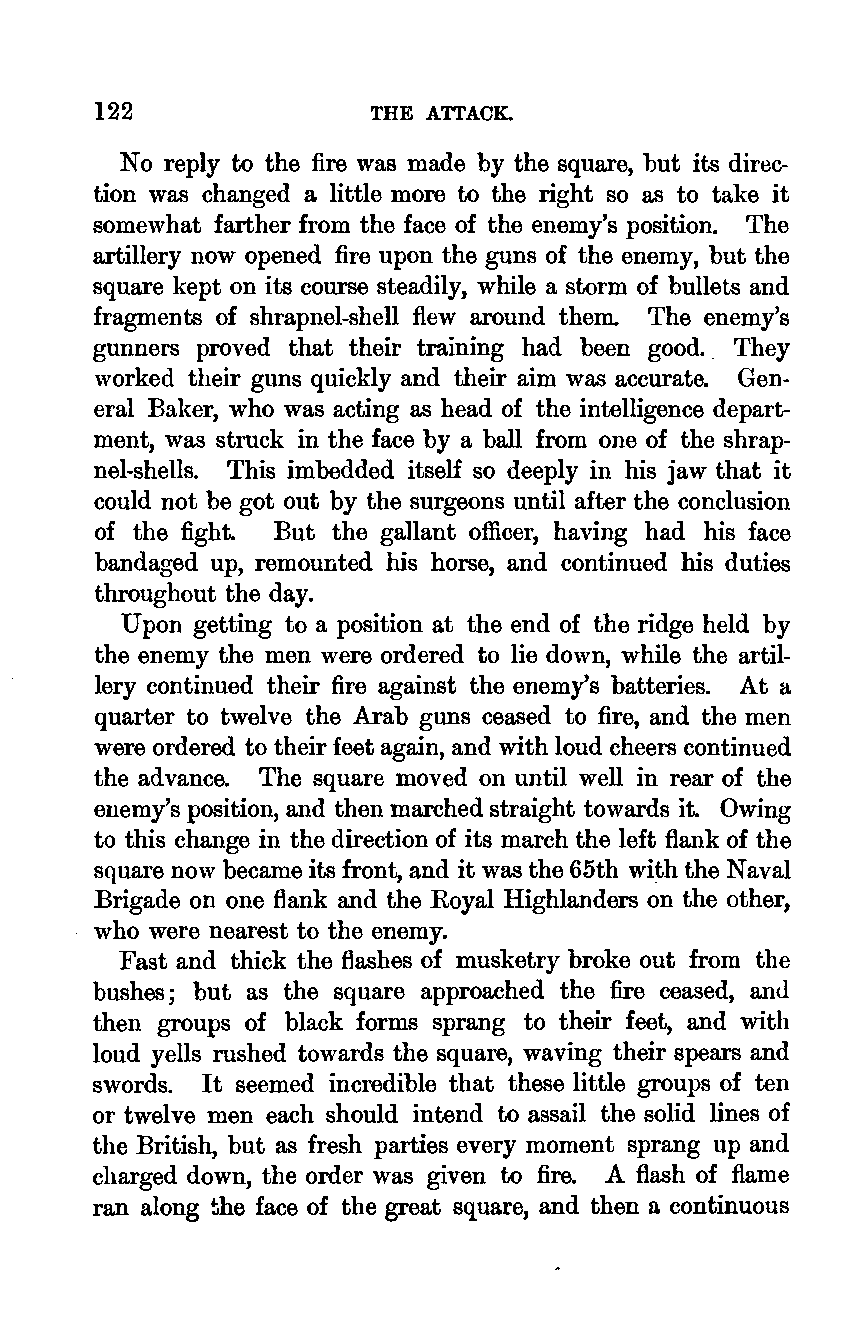 122 THE ATTACK.
No reply to the fire was made by the square, but its direc-
tion was changed a little more to the right so as to take it
somewhat farther from the face of the enemy's position. The
artillery now opened fire upon the guns of the enemy, but the
square kept on its course steadily, while a storm of bullets and
fragments of shrapnel-shell flew around them. The enemy's
gunners proved that their training had been good. They
worked their guns quickly and their aim was accurate. Gen-
eral Baker, who was acting as head of the intelligence depart-
ment, was struck in the face by a ball from one of the shrap-
nel-shells. This imbedded itself so deeply in his jaw that it
could not be got out by the surgeons until after the conclusion
of the fight. But the gallant officer, having had his face
bandaged up, remounted his horse, and continued his duties
throughout the day.
Upon getting to a position at the end of the ridge held by
the enemy the men were ordered to lie down, while the artil-
lery continued their fire against the enemy's batteries. At a
quarter to twelve the Arab guns ceased to fire, and the men
were ordered to their feet again, and with loud cheers continued
the advance. The square moved on until well in rear of the
enemy's position, and then marched straight towards it. Owing
to this change in the direction of its march the left flank of the
square now became its front, and it was the 65th with the Naval
Brigade on one flank and the Royal Highlanders on the other,
who were nearest to the enemy.
Fast and thick the flashes of musketry broke out from the
bushes; but as the square approached the fire ceased, and
then groups of black forms sprang to their feet, and with
loud yells rushed towards the square, waving their spears and
swords. It seemed incredible that these little groups of ten
or twelve men each should intend to assail the solid lines of
the British, but as fresh parties every moment sprang up and
charged down, the order was given to fire. A flash of flame
ran along the face of the great square, and then a continuous